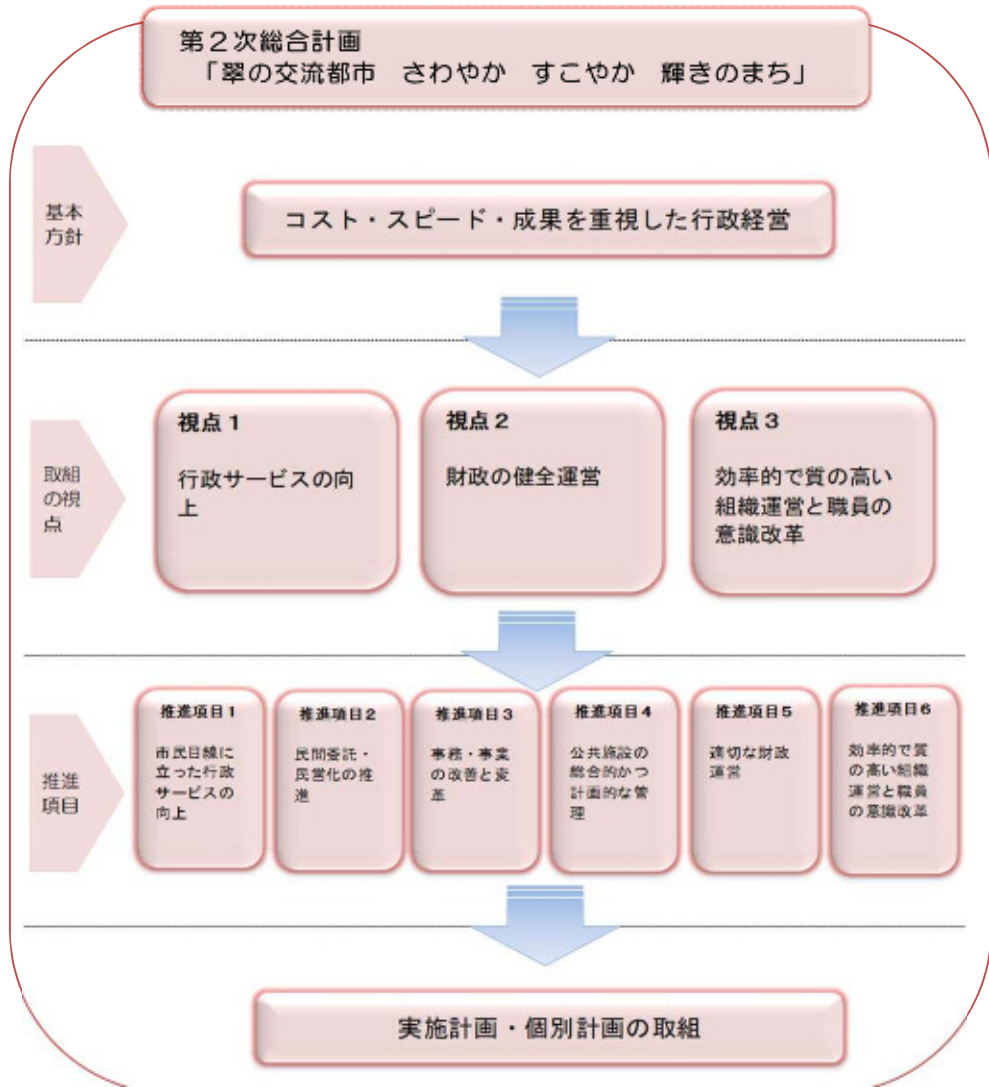 第２次総合計画
「翠の交流都市　さわやか　すこやか　輝きのまち」
基本
方針
コスト・スピード・成果を重視した行政経営
取組
の視
点
視点１
行政サービスの向
上
視点２
財政の健全運営
視点３
効率的で質の高い
組織運営と職員の
意識改革
推進
項目
推進項目１
市民目線に
立った行政
サービスの
向上
推進項目２
民間委託・
民営化の推
進
推進項目３
事務・事業
の改善と変
革
推進項目４
公共施設の
総合的かつ
計画的な管
理
推進項目５
適切な財政
運営
推進項目６
効率的で質
の高い組織
運営と職員
の意識改革
実施計画・個別計画の取組